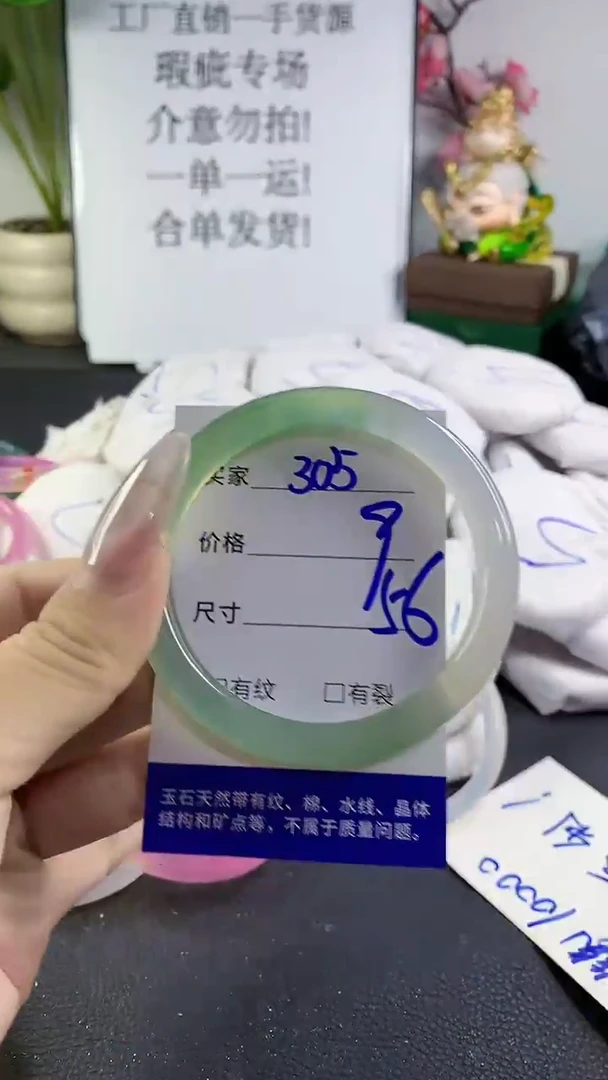 工厂直销一手货源
瑕疵专场
介意勿拍!
一单一运!
合单发货!
买家 305
价格 9
尺寸 56
有纹 □有裂
玉石天然带有纹、棉、水线、晶体
结构和矿点等，不属于质量问题。
10000